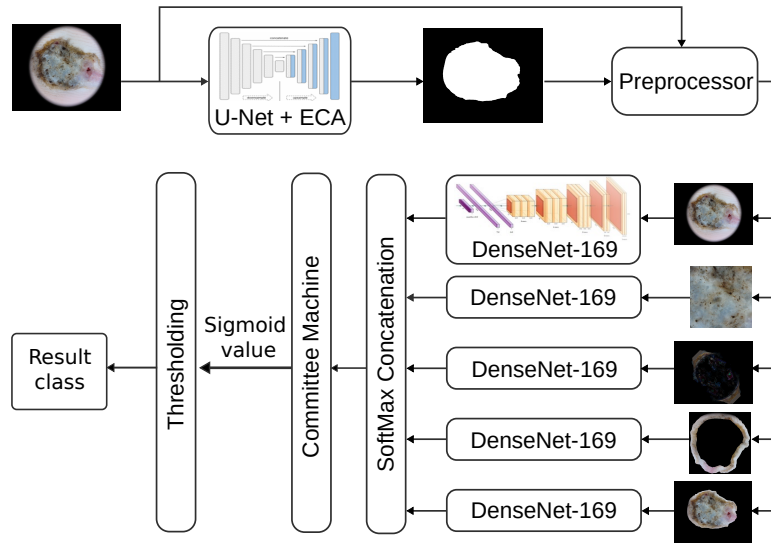 U-Net + ECA
Preprocessor
DenseNet-169
DenseNet-169
DenseNet-169
DenseNet-169
DenseNet-169
SoftMax Concatenation
Committee Machine
Sigmoid
value
Thresholding
Result
class